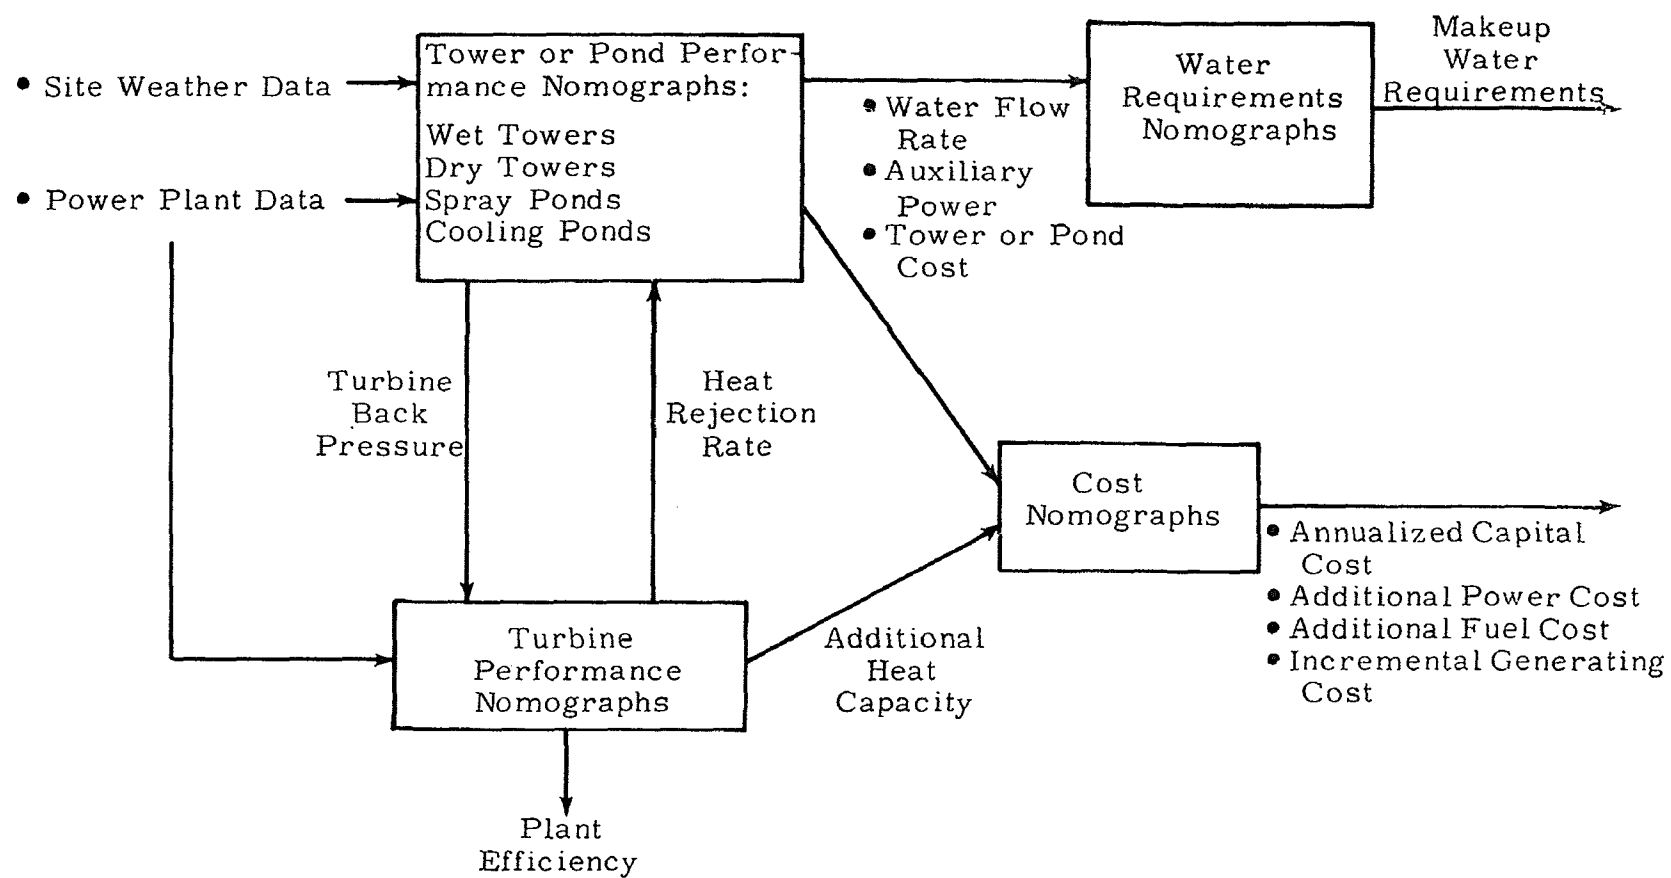 • Site Weather Data
• Power Plant Data
Tower or Pond Perfor-
mance Nomographs:
Wet Towers
Dry Towers
Spray Ponds
Cooling Ponds
• Water Flow
Rate
• Auxiliary
Power
• Tower or Pond
Cost
Water
Requirements
Nomographs
Makeup
Water
Requirements
Turbine
Back
Pressure
Heat
Rejection
Rate
Cost
Nomographs
• Annualized Capital
Cost
• Additional Power Cost
• Additional Fuel Cost
• Incremental Generating
Cost
Turbine
Performance
Nomographs
Additional
Heat
Capacity
Plant
Efficiency